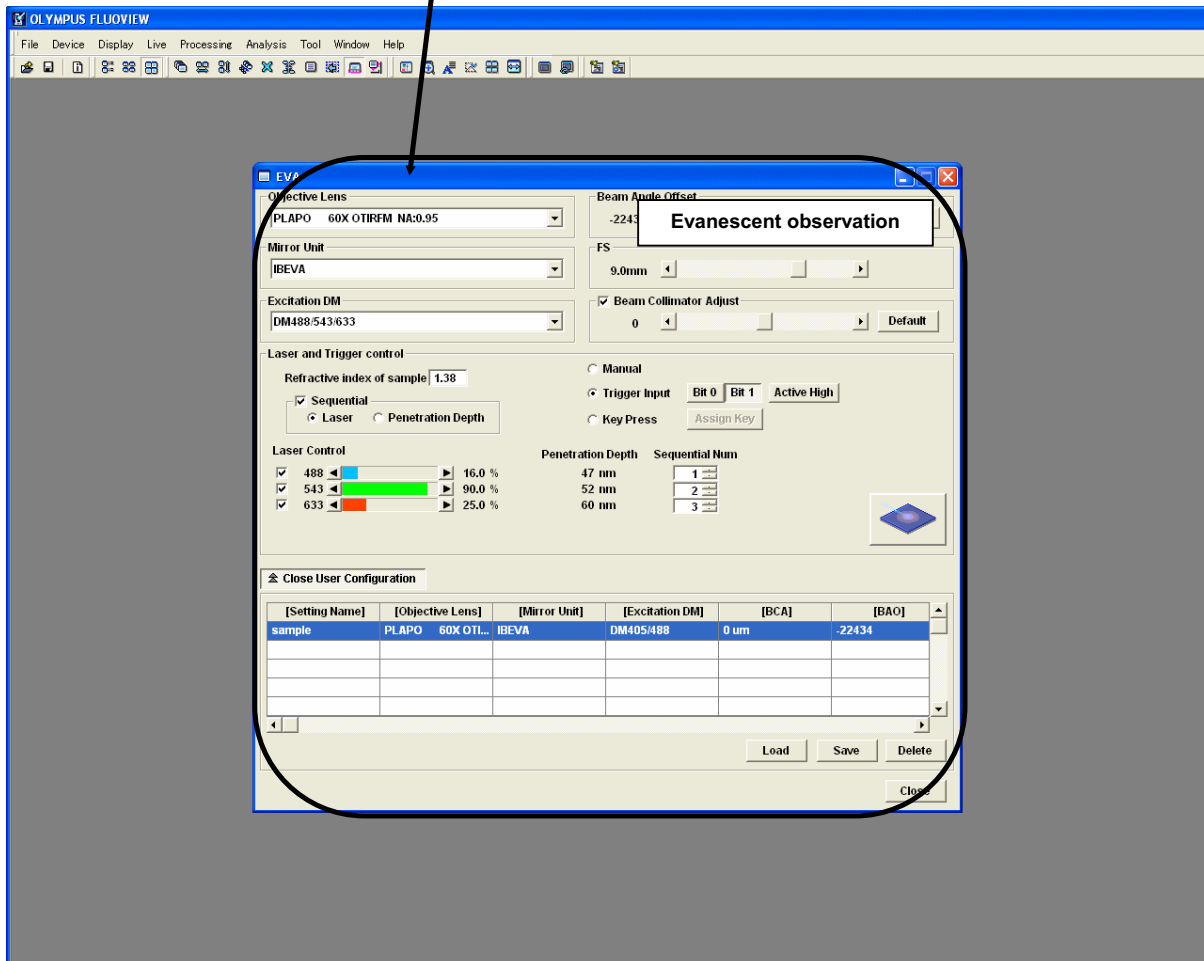 OLYMPUS FLUOVIEW
File Device Display Live Processing Analysis Tool Window Help
EVA
Objective Lens
PLAPO 60X OTIRFM NA:0.95
Beam Angle Offset
-2243
Evanescent observation
Mirror Unit
IBEVA
FS
9.0mm
Excitation DM
DM488/543/633
Beam Collimator Adjust
0 Default
Laser and Trigger control
Refractive index of sample 1.38
Manual
Sequential
Trigger Input Bit 0 Bit 1 Active High
Laser Penetration Depth
Key Press Assign Key
Laser Control
Penetration Depth Sequential Num
488 16.0 % 47 nm 1
543 90.0 % 52 nm 2
633 25.0 % 60 nm 3
Close User Configuration
[Setting Name] [Objective Lens] [Mirror Unit] [Excitation DM] [BCA] [BAO]
sample PLAPO 60X OTI... IBEVA DM405/488 0 um -22434
Load Save Delete
Close